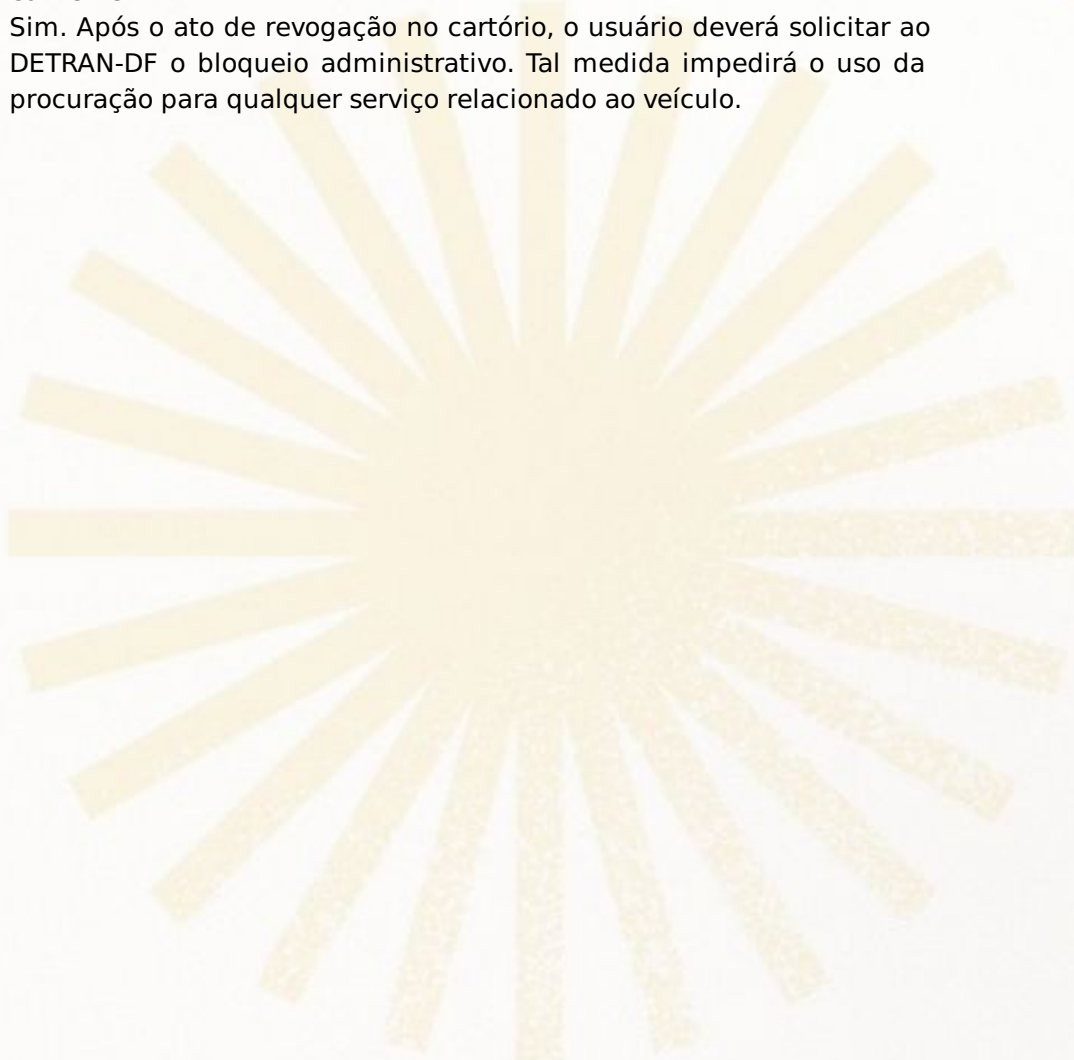 Sim. Após o ato de revogação no cartório, o usuário deverá solicitar ao
DETRAN-DF o bloqueio administrativo. Tal medida impedirá o uso da
procuração para qualquer serviço relacionado ao veículo.